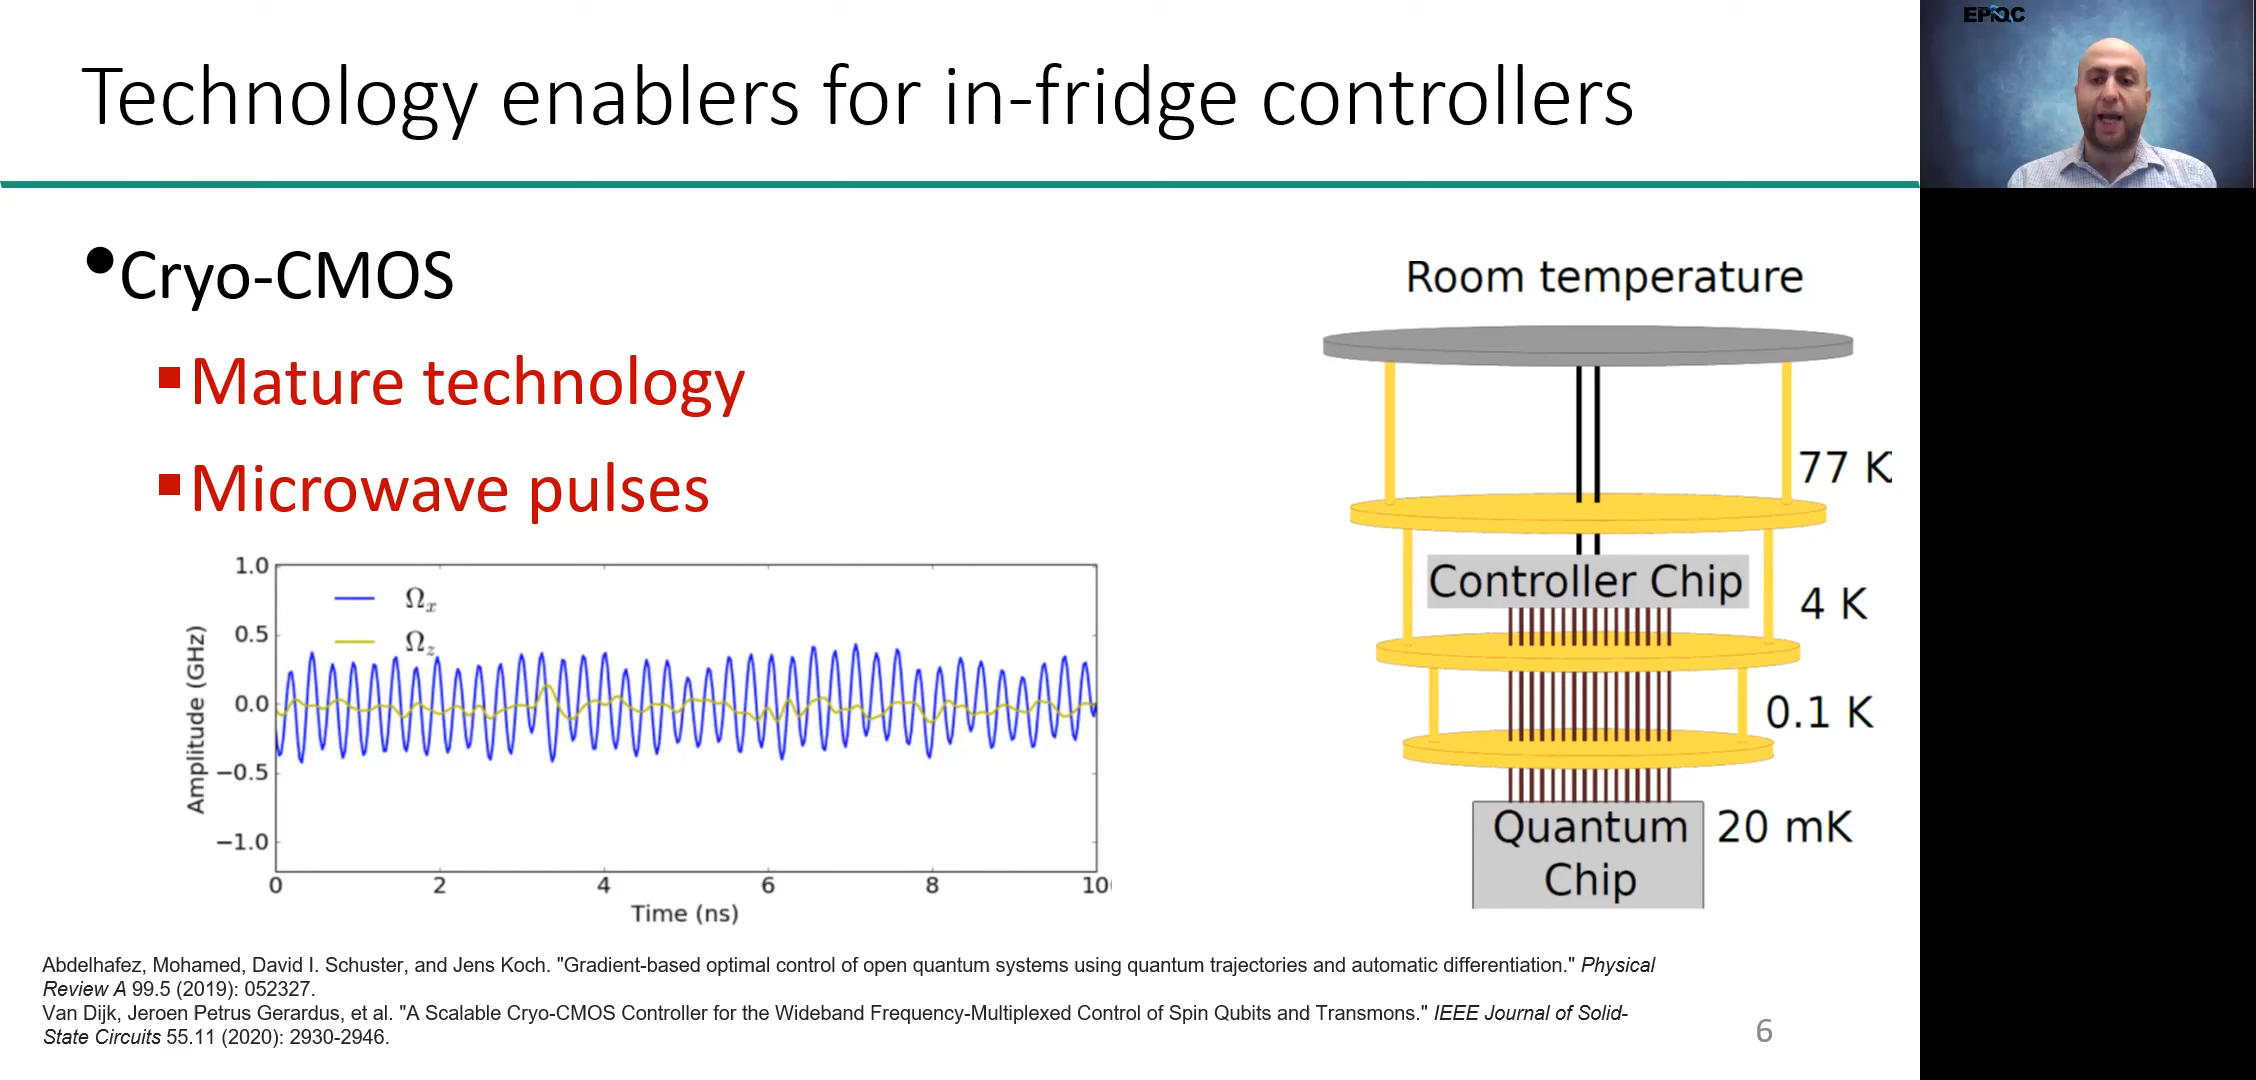 Technology enablers for in-fridge controllers
EPiQC
•Cryo-CMOS
▪Mature technology
▪Microwave pulses
1.0
0.5
0.0
−0.5
−1.0
Amplitude (GHz)
Ωx
Ωz
0 2 4 6 8 10
Time (ns)
Room temperature
77 K
Controller Chip
4 K
0.1 K
Quantum
Chip
20 mK
Abdelhafez, Mohamed, David I. Schuster, and Jens Koch. "Gradient-based optimal control of open quantum systems using quantum trajectories and automatic differentiation." Physical
Review A 99.5 (2019): 052327.
Van Dijk, Jeroen Petrus Gerardus, et al. "A Scalable Cryo-CMOS Controller for the Wideband Frequency-Multiplexed Control of Spin Qubits and Transmons." IEEE Journal of Solid-
State Circuits 55.11 (2020): 2930-2946.
6